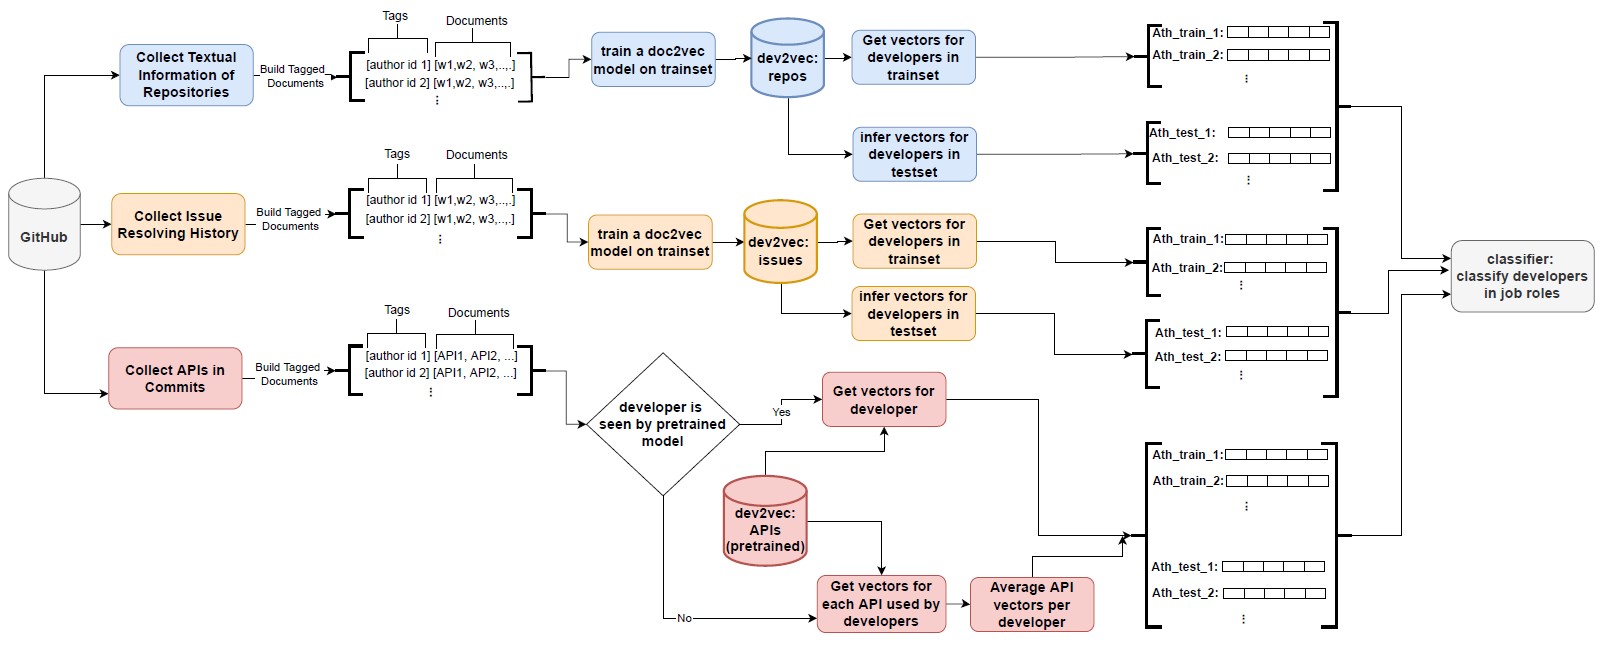 GitHub
Collect Textual
Information of
Repositories
Build Tagged
Documents
Tags
Documents
[author id 1] [w1,w2, w3,..,.]
[author id 2] [w1,w2, w3,..,.]
⋮
train a doc2vec
model on trainset
dev2vec:
repos
Get vectors for
developers in
trainset
infer vectors for
developers in
testset
Ath_train_1:
Ath_train_2:
⋮
Ath_test_1:
Ath_test_2:
⋮
Collect Issue
Resolving History
Build Tagged
Documents
Tags
Documents
[author id 1] [w1,w2, w3,..,.]
[author id 2] [w1,w2, w3,..,.]
⋮
train a doc2vec
model on trainset
dev2vec:
issues
Get vectors for
developers in
trainset
infer vectors for
developers in
testset
Ath_train_1:
Ath_train_2:
⋮
Ath_test_1:
Ath_test_2:
⋮
classifier:
classify developers
in job roles
Collect APIs in
Commits
Build Tagged
Documents
Tags
Documents
[author id 1] [API1, API2, ...]
[author id 2] [API1, API2, ...]
⋮
developer is
seen by pretrained
model
Yes
No
Get vectors for
developer
dev2vec:
APIs
(pretrained)
Get vectors for
each API used by
developers
Average API
vectors per
developer
Ath_train_1:
Ath_train_2:
⋮
Ath_test_1:
Ath_test_2:
⋮